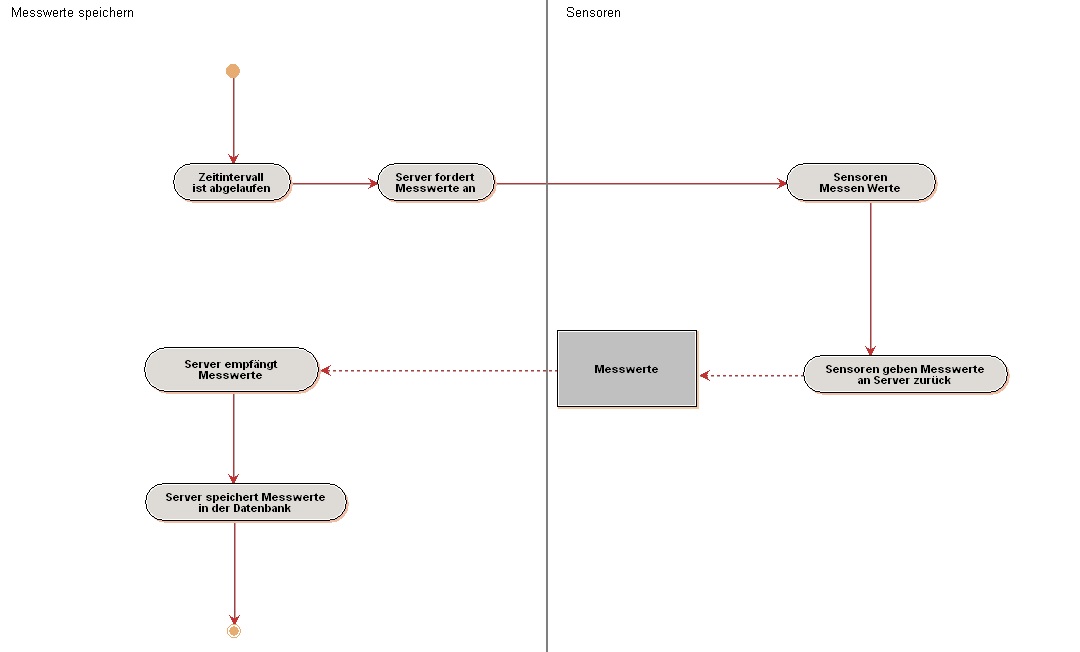 Messwerte speichern
Sensoren
Zeitintervall
ist abgelaufen
Server fordert
Messwerte an
Sensoren
Messen Werte
Server empfängt
Messwerte
Messwerte
Sensoren geben Messwerte
an Server zurück
Server speichert Messwerte
in der Datenbank